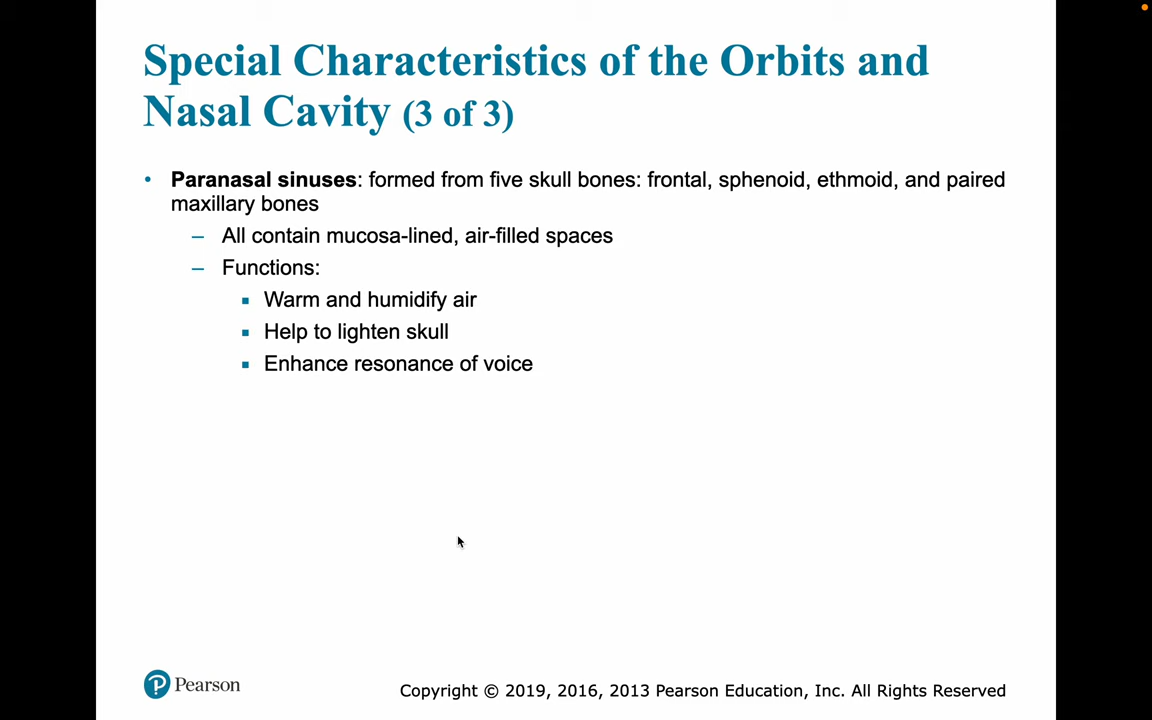 Special Characteristics of the Orbits and
Nasal Cavity (3 of 3)
• Paranasal sinuses: formed from five skull bones: frontal, sphenoid, ethmoid, and paired
maxillary bones
– All contain mucosa-lined, air-filled spaces
– Functions:
▪ Warm and humidify air
▪ Help to lighten skull
▪ Enhance resonance of voice
P Pearson
Copyright © 2019, 2016, 2013 Pearson Education, Inc. All Rights Reserved